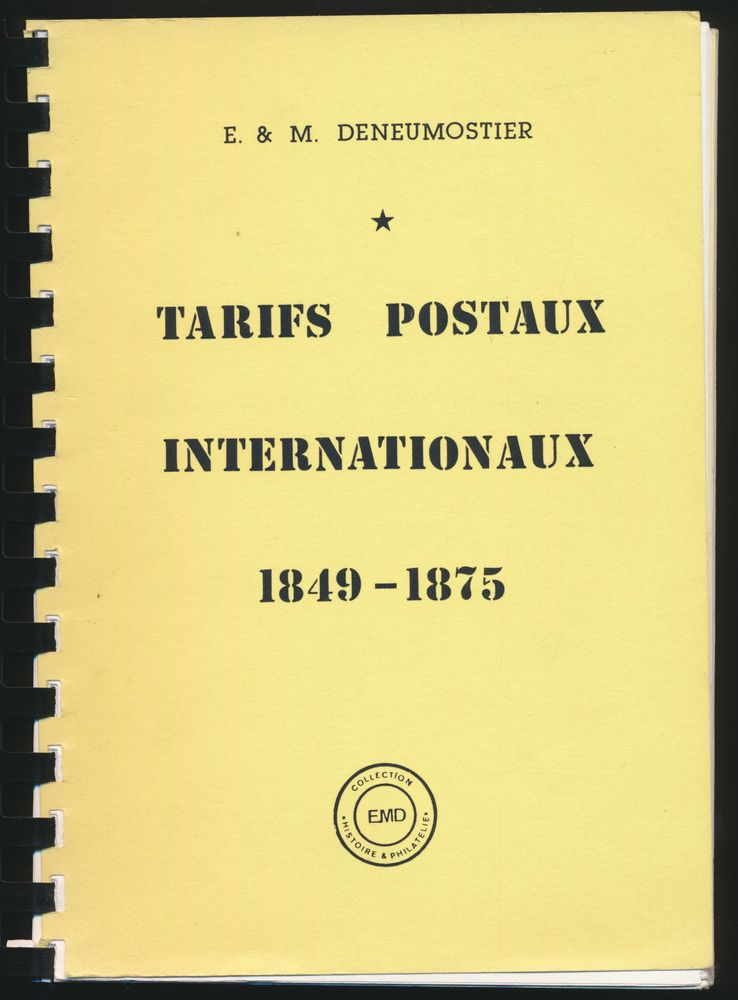 E. & M. DENEUMOSTIER
★
TARIFS POSTAUX
INTERNATIONAUX
1849-1875
COLLECTION
EMD
* HISTOIRE & PHILATELIE *